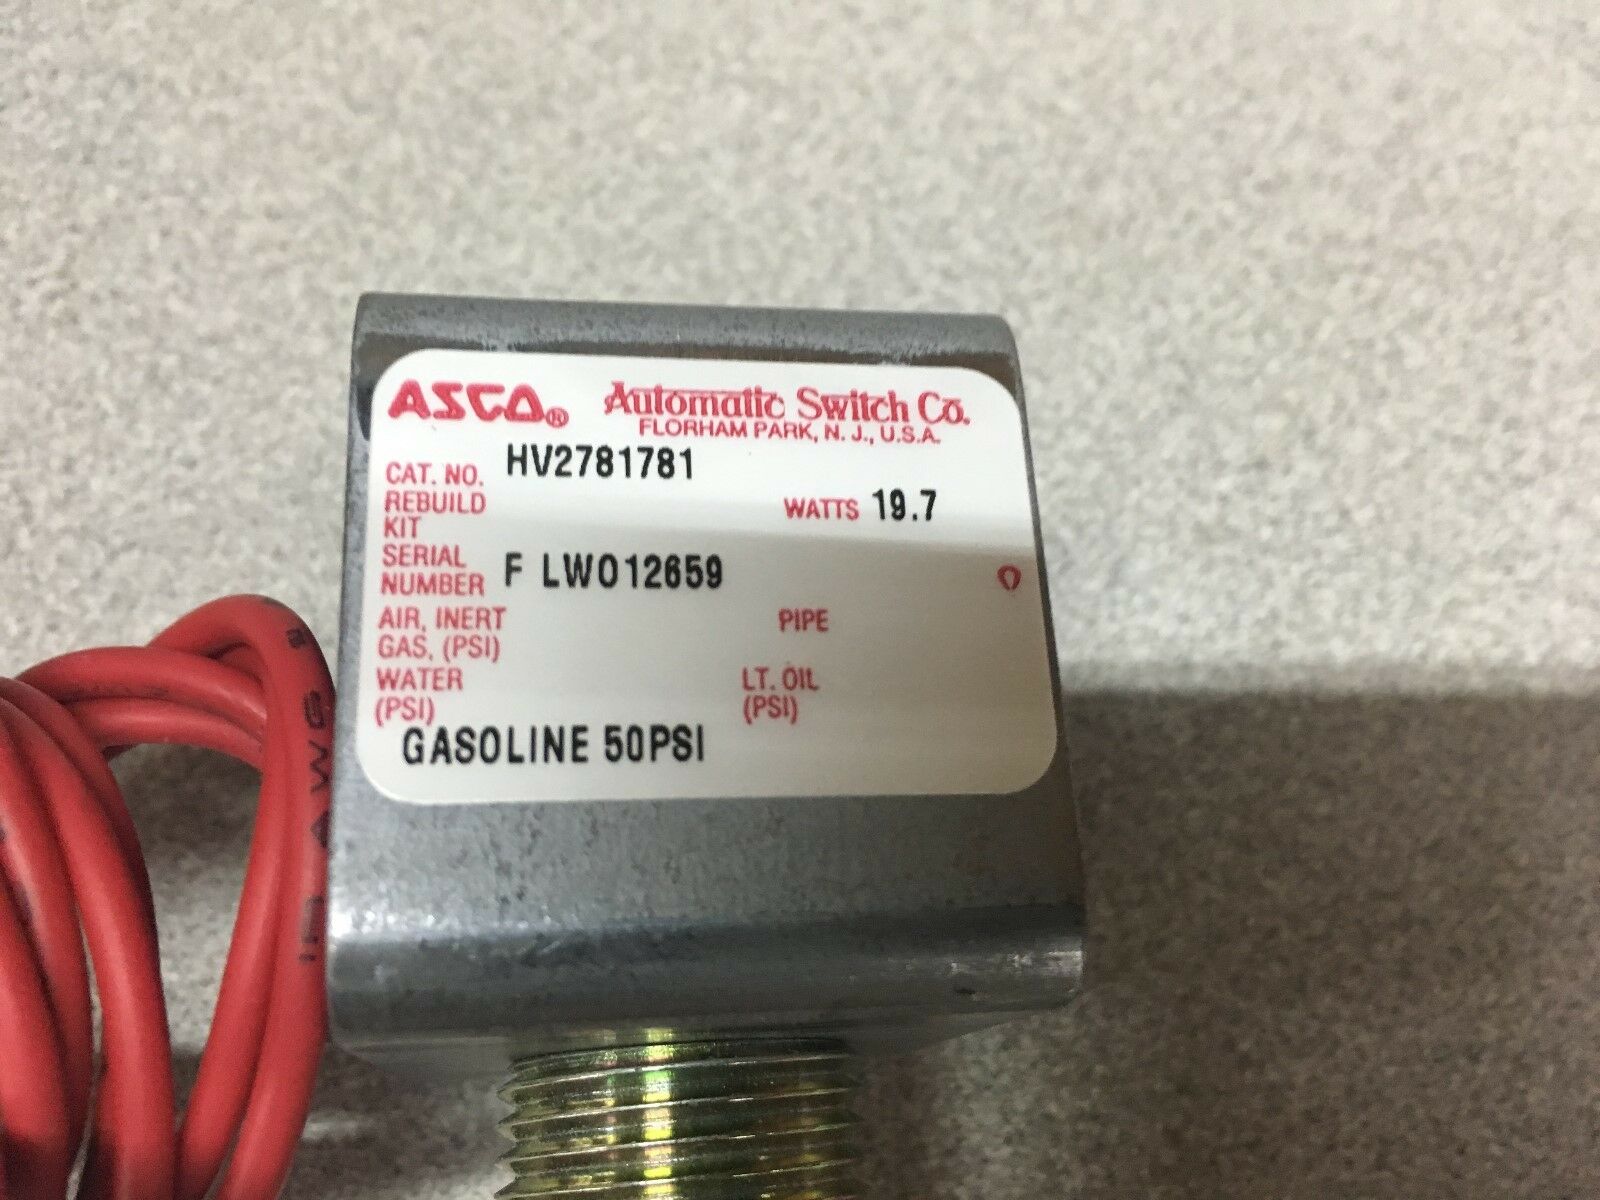 ASCO® Automatic Switch Co.
FLORHAM PARK, N. J., U.S.A.
CAT. NO. HV2781781
REBUILD
KIT
WATTS 19.7
SERIAL
NUMBER F LW012659
AIR, INERT
GAS, (PSI)
PIPE
WATER
(PSI)
LT. OIL
(PSI)
GASOLINE 50PSI
AWG